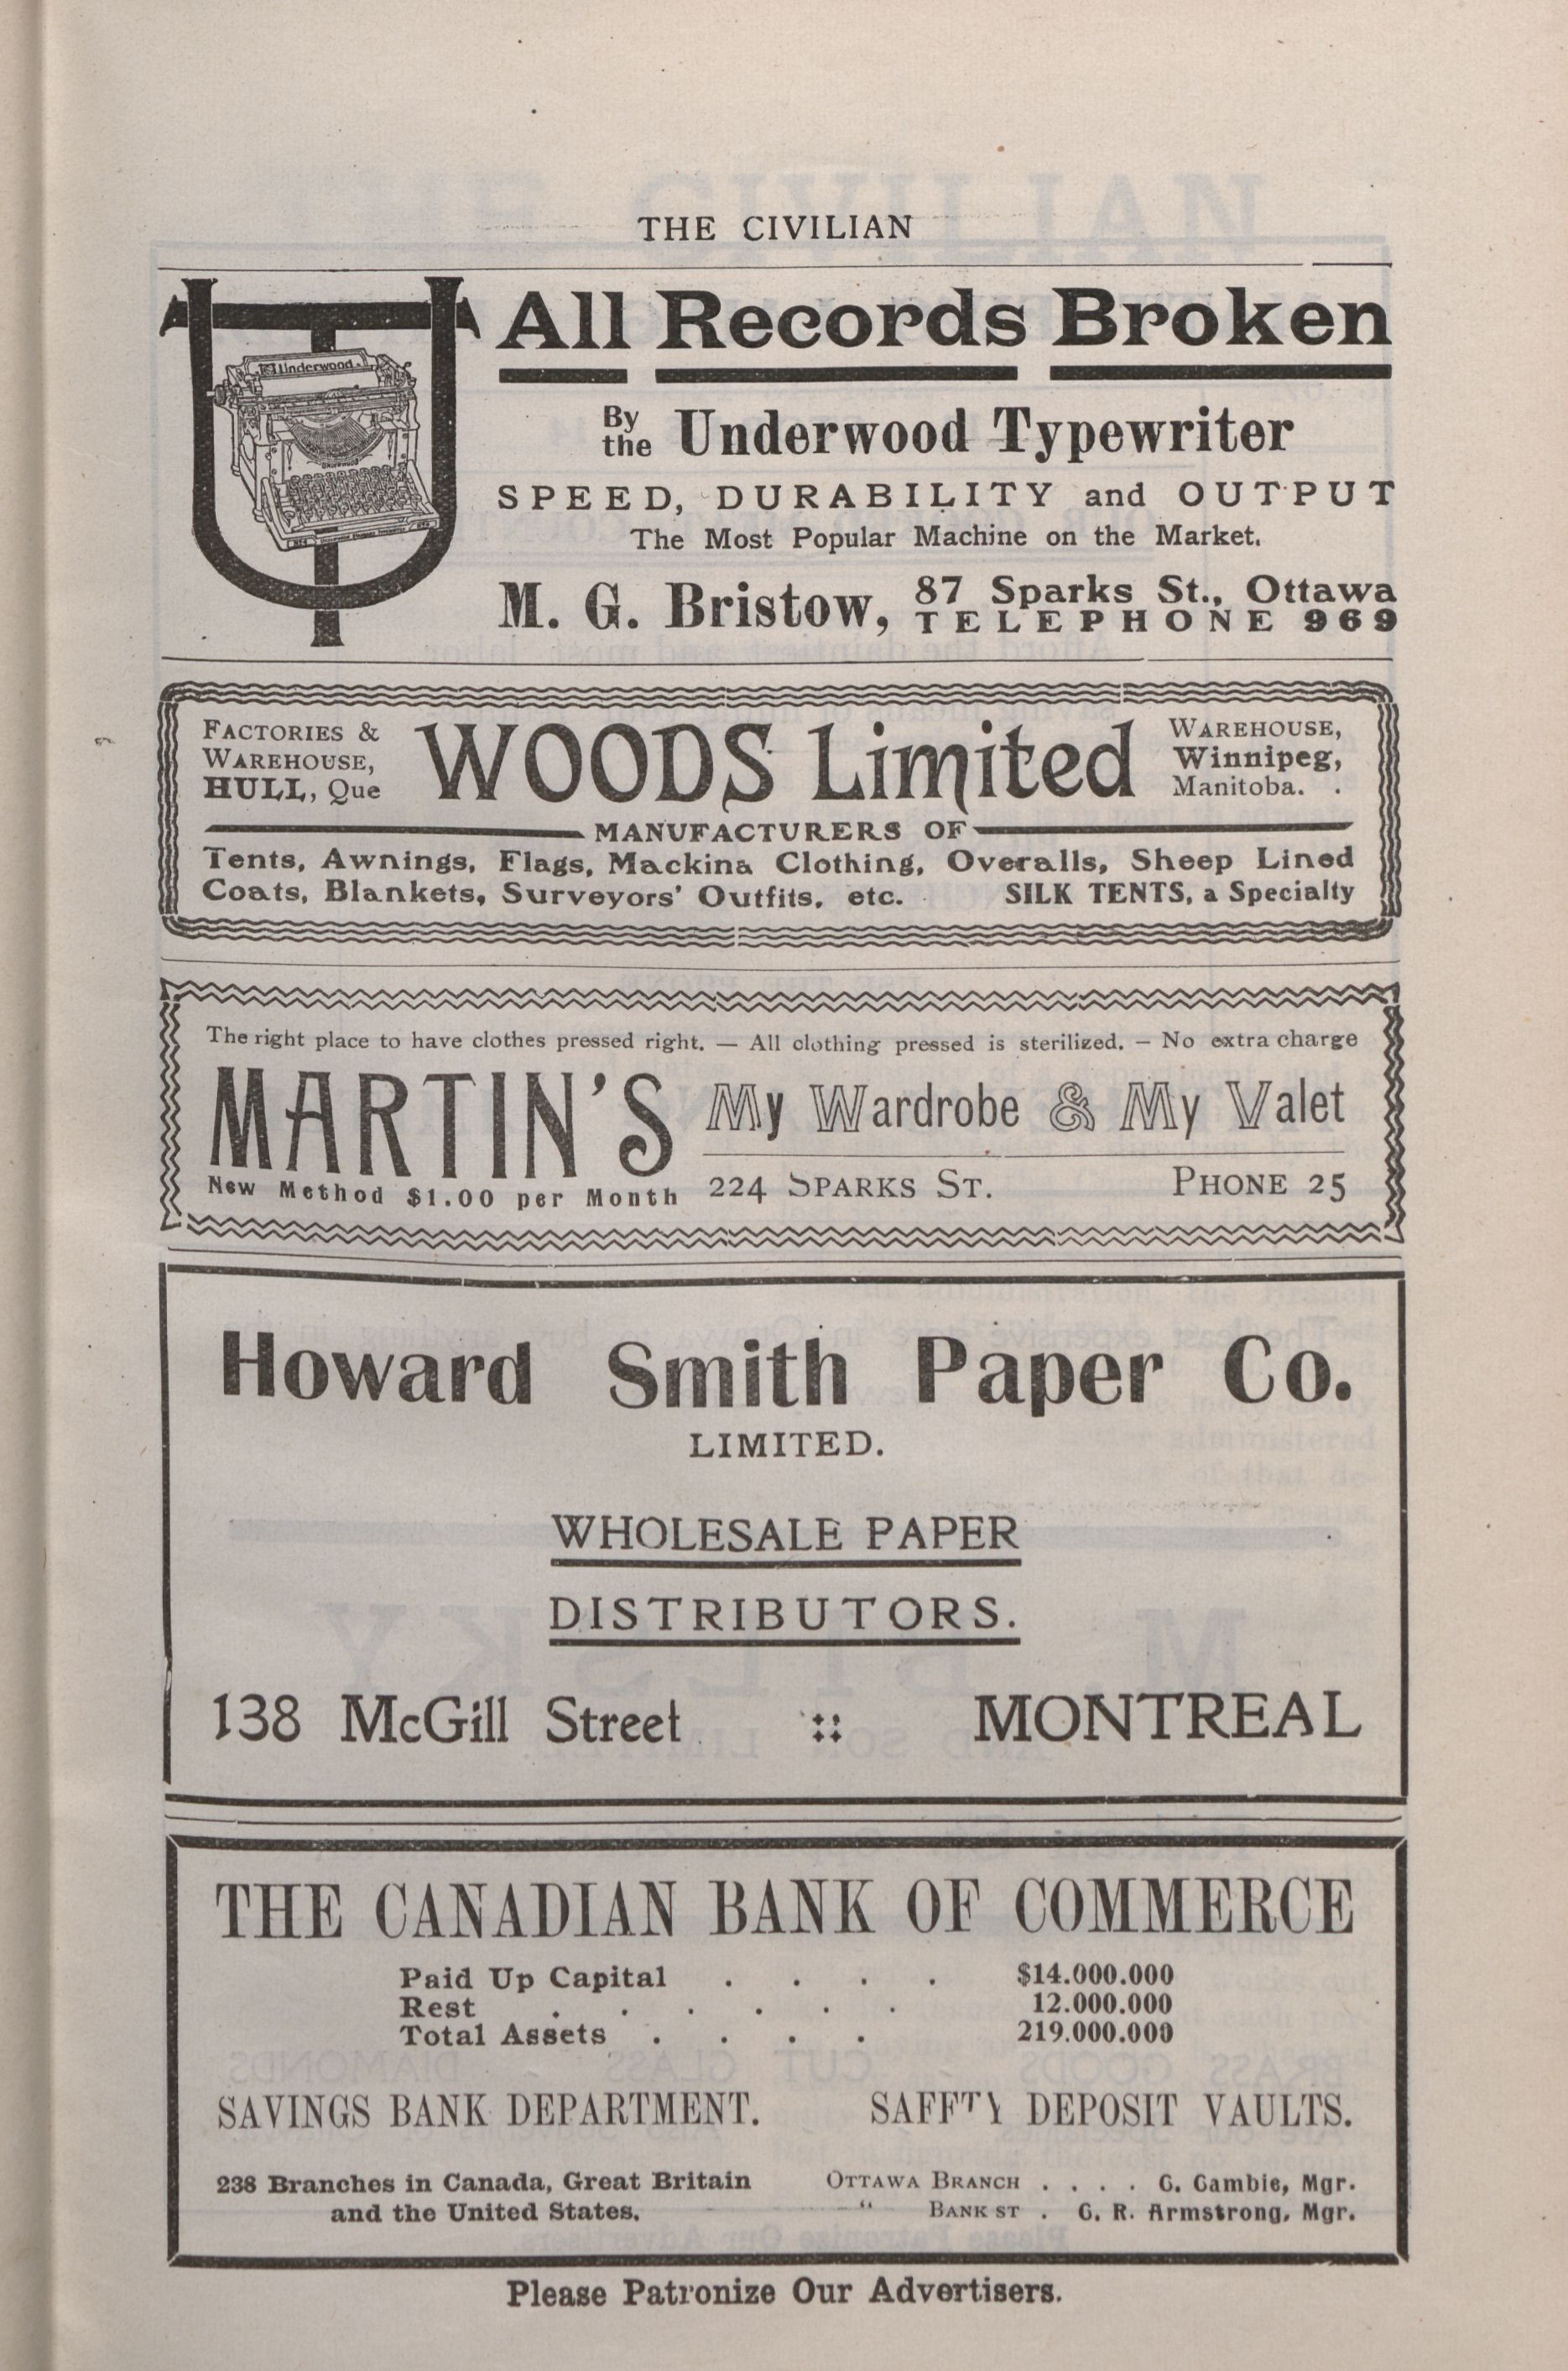 THE CIVILIAN
Underwood
All Records Broken
By the Underwood Typewriter
SPEED, DURABILITY and OUTPUT
The Most Popular Machine on the Market.
M. G. Bristow, 87 Sparks St., Ottawa
TELEPHONE 969
FACTORIES &
WAREHOUSE,
HULL, Que
WOODS Limited
WAREHOUSE,
Winnipeg,
Manitoba. .
MANUFACTURERS OF
Tents, Awnings, Flags, Mackina Clothing, Overalls, Sheep Lined
Coats, Blankets, Surveyors' Outfits, etc. SILK TENTS, a Specialty
The right place to have clothes pressed right. — All clothing pressed is sterilized. — No extra charge
MARTIN'S
My Wardrobe & My Valet
New Method $1.00 per Month
224 SPARKS ST. PHONE 25
Howard Smith Paper Co.
LIMITED.
WHOLESALE PAPER
DISTRIBUTORS.
138 McGill Street :: MONTREAL
THE CANADIAN BANK OF COMMERCE
Paid Up Capital . . . . $14.000.000
Rest . . . . . . 12.000.000
Total Assets . . . . 219.000.000
SAVINGS BANK DEPARTMENT. SAFETY DEPOSIT VAULTS.
238 Branches in Canada, Great Britain
and the United States.
OTTAWA BRANCH . . . . C. Gambie, Mgr.
" BANK ST . C. R. Armstrong, Mgr.
Please Patronize Our Advertisers.